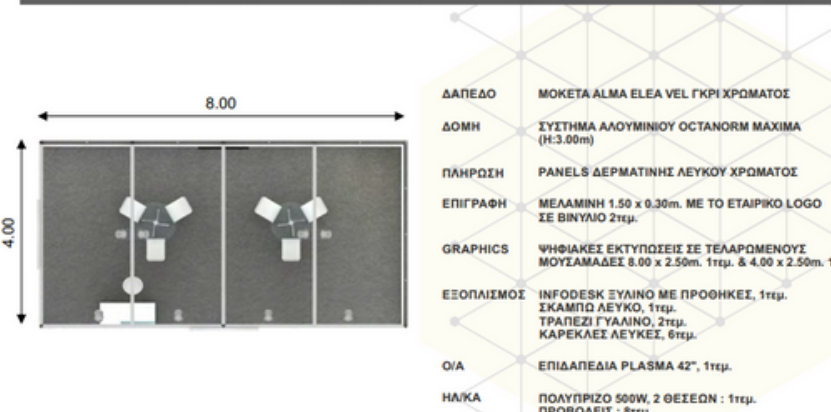 8.00
4.00
ΔΑΠΕΔΟ ΜΟΚΕΤΑ ALMA ELEA VEL ΓΚΡΙ ΧΡΩΜΑΤΟΣ
ΔΟΜΗ ΣΥΣΤΗΜΑ ΑΛΟΥΜΙΝΙΟΥ OCTANORM MAXIMA
(H:3.00m)
ΠΛΗΡΩΣΗ PANELS ΔΕΡΜΑΤΙΝΗΣ ΛΕΥΚΟΥ ΧΡΩΜΑΤΟΣ
ΕΠΙΓΡΑΦΗ ΜΕΛΑΜΙΝΗ 1.50 x 0.30m. ΜΕ ΤΟ ΕΤΑΙΡΙΚΟ LOGO
ΣΕ ΒΙΝΥΛΙΟ 2τεμ.
GRAPHICS ΨΗΦΙΑΚΕΣ ΕΚΤΥΠΩΣΕΙΣ ΣΕ ΤΕΛΑΡΩΜΕΝΟΥΣ
ΜΟΥΣΑΜΑΔΕΣ 8.00 x 2.50m. 1τεμ. & 4.00 x 2.50m. 1
ΕΞΟΠΛΙΣΜΟΣ INFODESK ΞΥΛΙΝΟ ΜΕ ΠΡΟΘΗΚΕΣ, 1τεμ.
ΣΚΑΜΠΩ ΛΕΥΚΟ, 1τεμ.
ΤΡΑΠΕΖΙ ΓΥΑΛΙΝΟ, 2τεμ.
ΚΑΡΕΚΛΕΣ ΛΕΥΚΕΣ, 6τεμ.
Ο/Α ΕΠΙΔΑΠΕΔΙΑ PLASMA 42", 1τεμ.
ΗΛ/ΚΑ ΠΟΛΥΠΡΙΖΟ 500W, 2 ΘΕΣΕΩΝ : 1τεμ.
ΠΡΟΒΟΛΕΙΣ : 8τεμ.